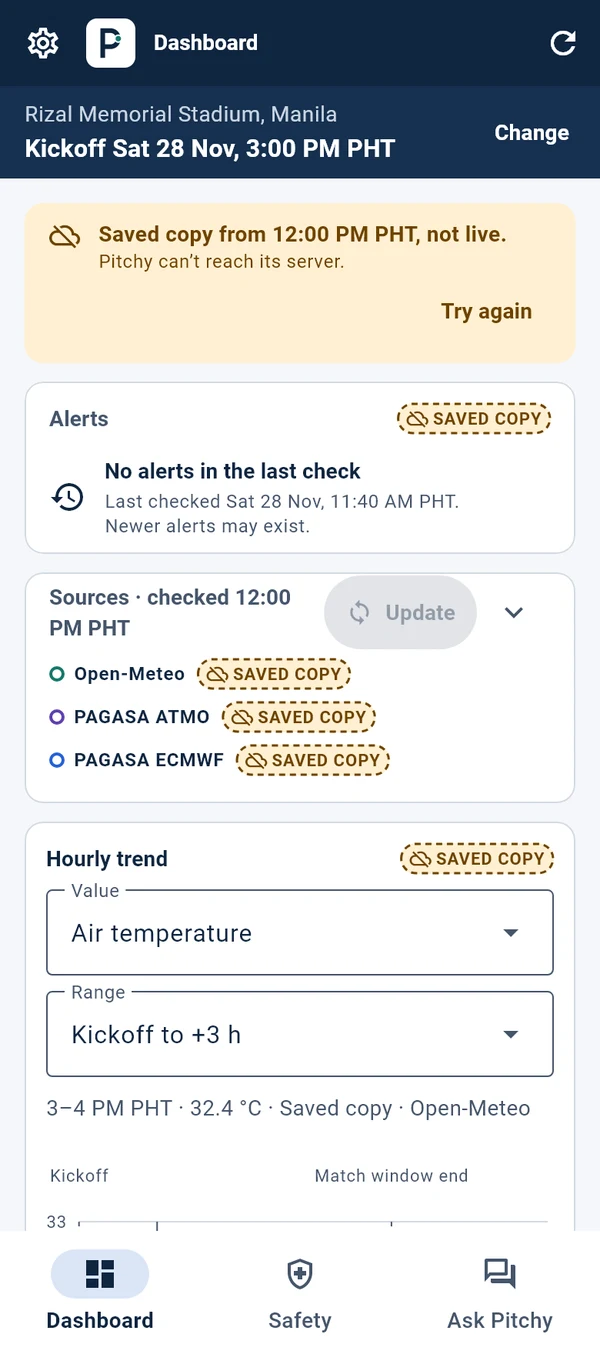 Dashboard
Rizal Memorial Stadium, Manila
Kickoff Sat 28 Nov, 3:00 PM PHT
Change
Saved copy from 12:00 PM PHT, not live.
Pitchy can’t reach its server.
Try again
Alerts
SAVED COPY
No alerts in the last check
Last checked Sat 28 Nov, 11:40 AM PHT.
Newer alerts may exist.
Sources · checked 12:00
PM PHT
Update
Open-Meteo SAVED COPY
PAGASA ATMO SAVED COPY
PAGASA ECMWF SAVED COPY
Hourly trend
SAVED COPY
Value
Air temperature
Range
Kickoff to +3 h
3–4 PM PHT · 32.4 °C · Saved copy · Open-Meteo
Kickoff
Match window end
33
Dashboard
Safety
Ask Pitchy